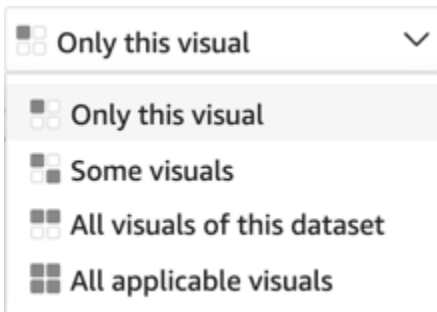 Only this visual
Only this visual
Some visuals
All visuals of this dataset
All applicable visuals